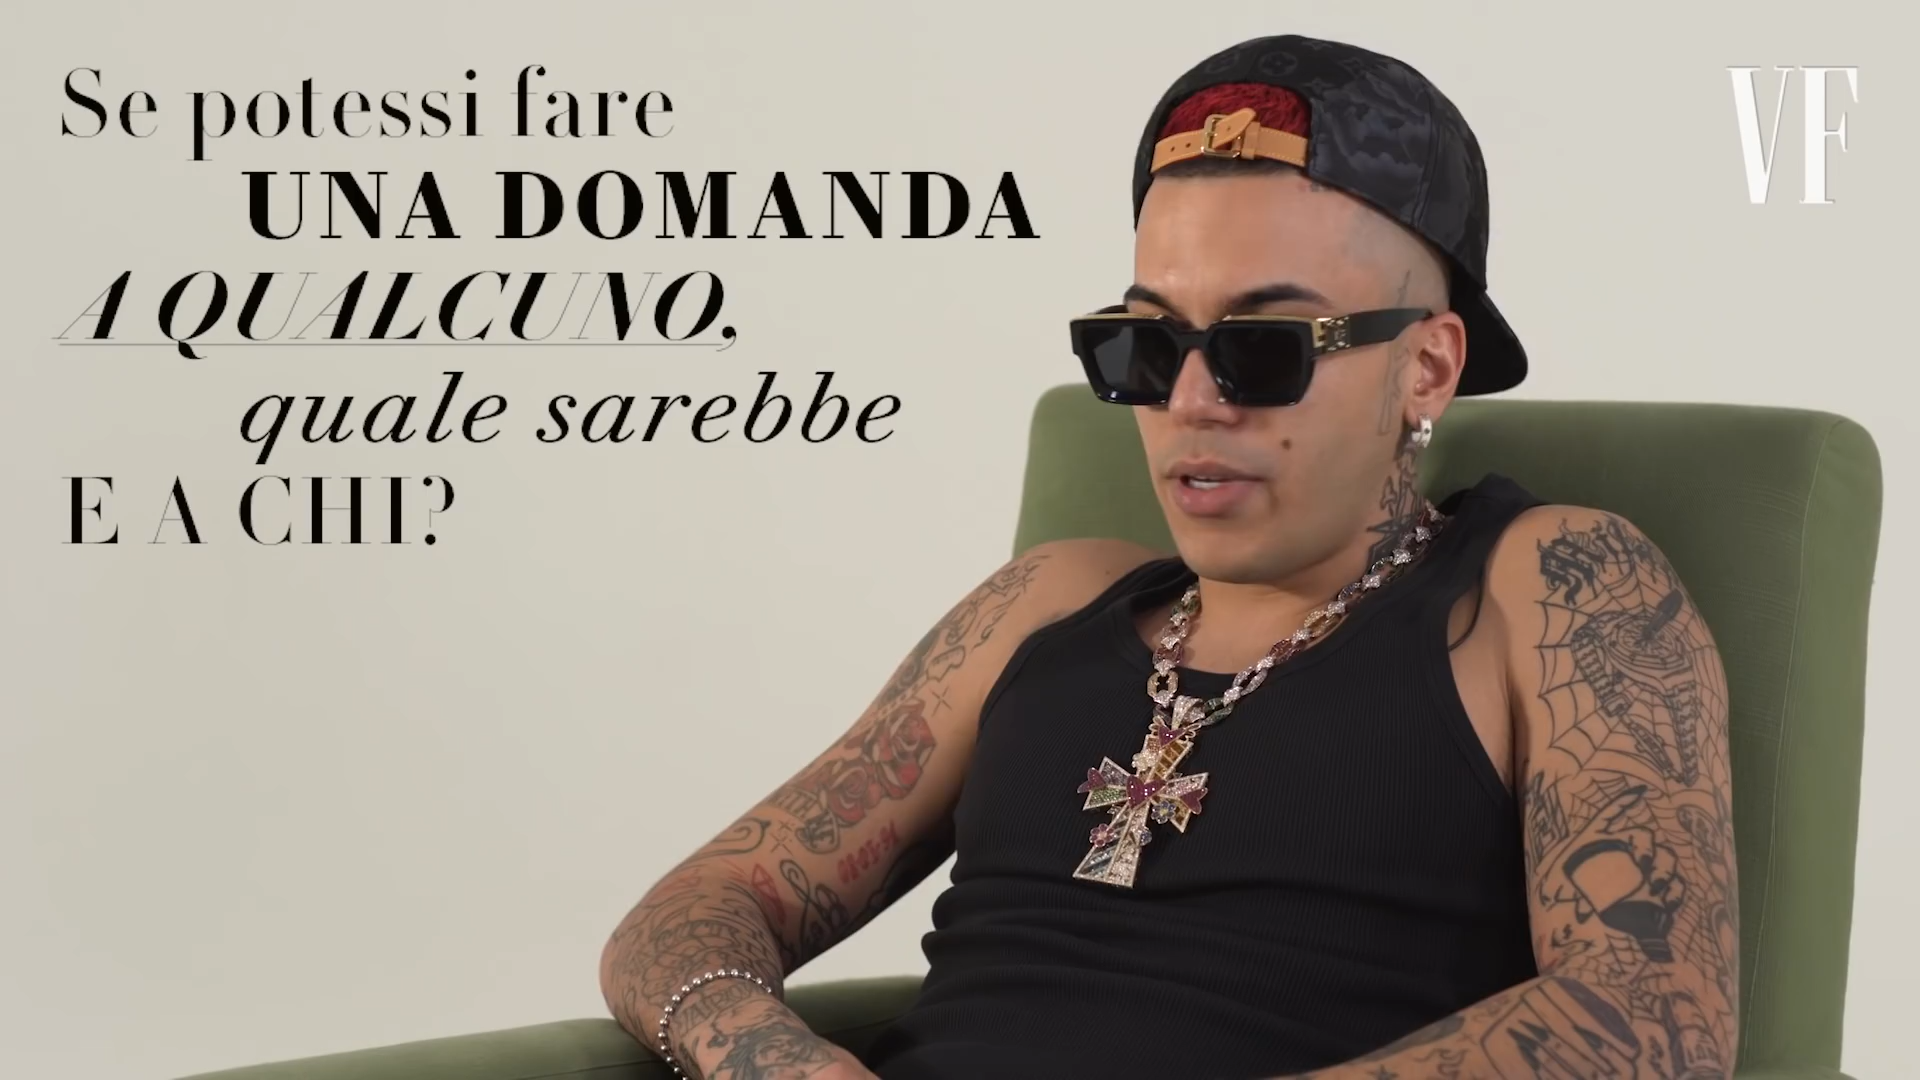 Se potessi fare
UNA DOMANDA
A QUALCUNO,
quale sarebbe
E A CHI?
VF